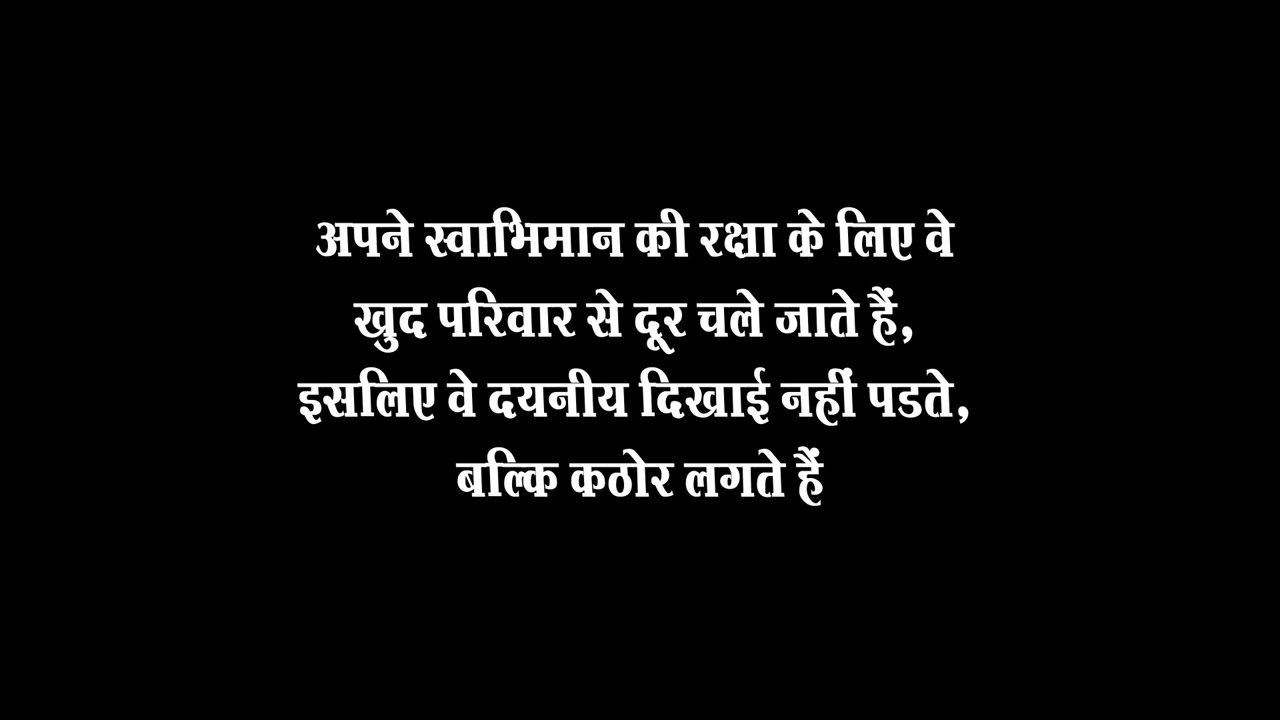 अपने स्वाभिमान की रक्षा के लिए वे
खुद परिवार से दूर चले जाते हैं,
इसलिए वे दयनीय दिखाई नहीं पडते,
बल्कि कठोर लगते हैं